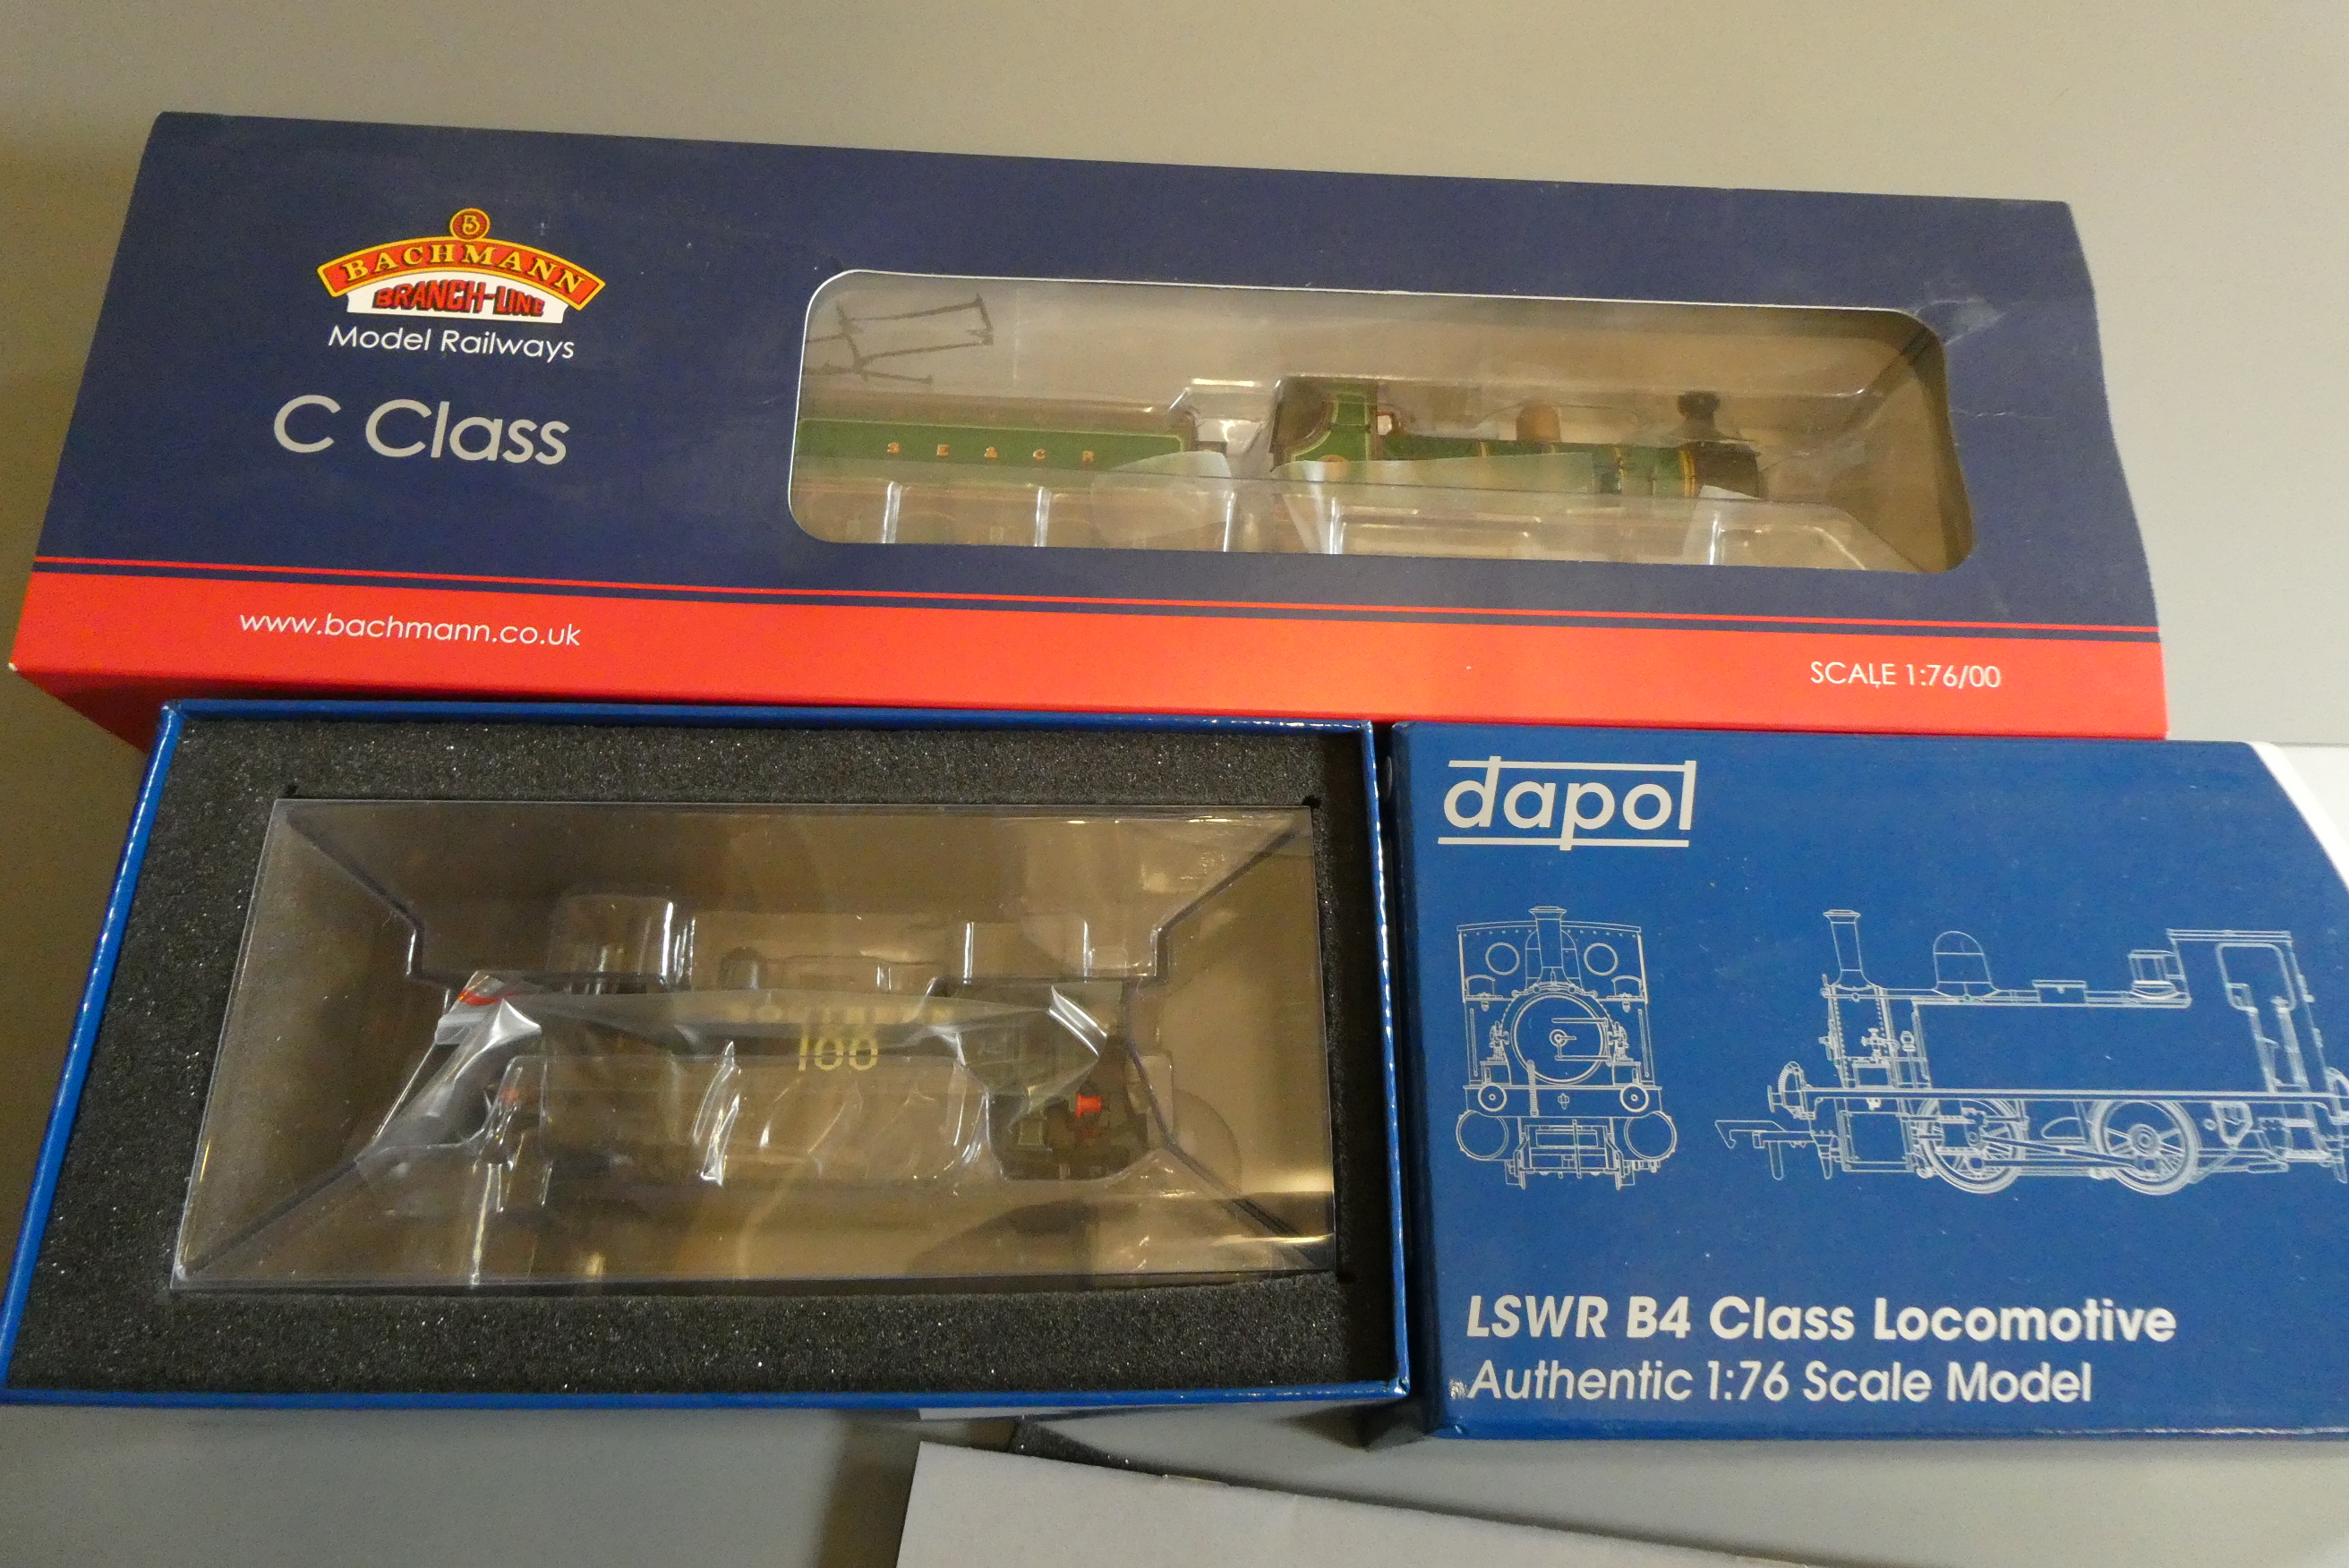 B
BACHMANN
BRANCH-LINE
Model Railways
C Class
S E & C R
www.bachmann.co.uk
SCALE 1:76/00
SOUTHERN
100
dapol
LSWR B4 Class Locomotive
Authentic 1:76 Scale Model